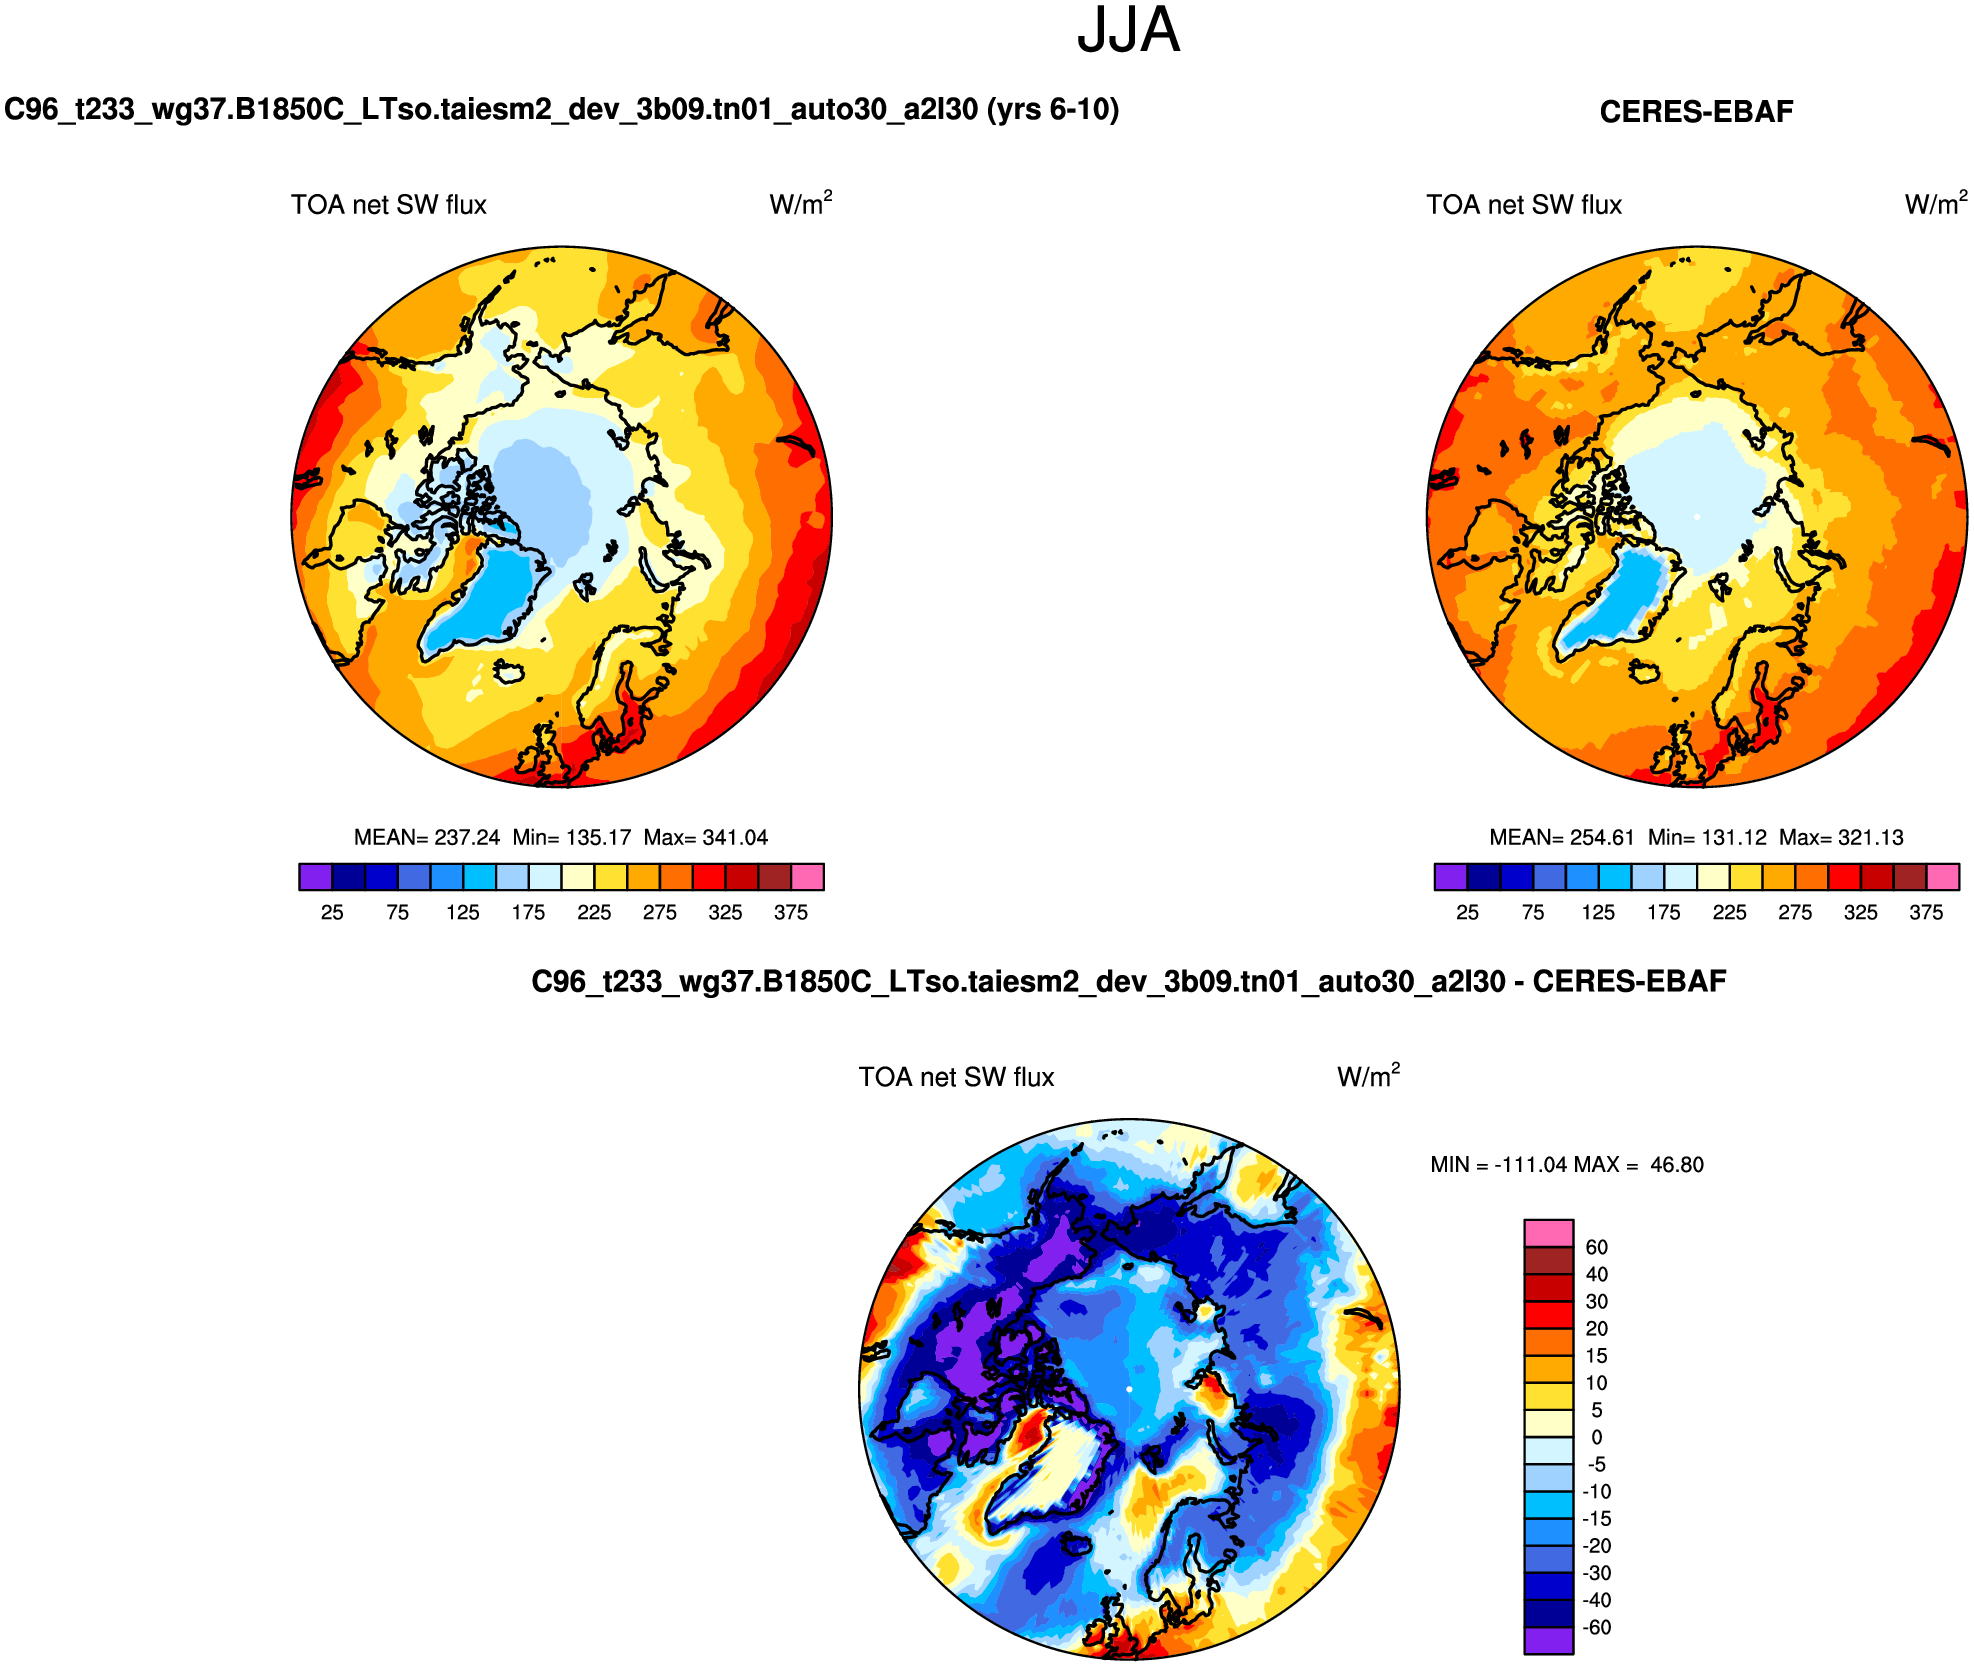 JJA
C96_t233_wg37.B1850C_LTso.taiesm2_dev_3b09.tn01_auto30_a2l30 (yrs 6-10)
CERES-EBAF
TOA net SW flux W/m2
TOA net SW flux W/m2
MEAN= 237.24 Min= 135.17 Max= 341.04
MEAN= 254.61 Min= 131.12 Max= 321.13
25 75 125 175 225 275 325 375
25 75 125 175 225 275 325 375
C96_t233_wg37.B1850C_LTso.taiesm2_dev_3b09.tn01_auto30_a2l30 - CERES-EBAF
TOA net SW flux W/m2
MIN = -111.04 MAX = 46.80
60
40
30
20
15
10
5
0
-5
-10
-15
-20
-30
-40
-60